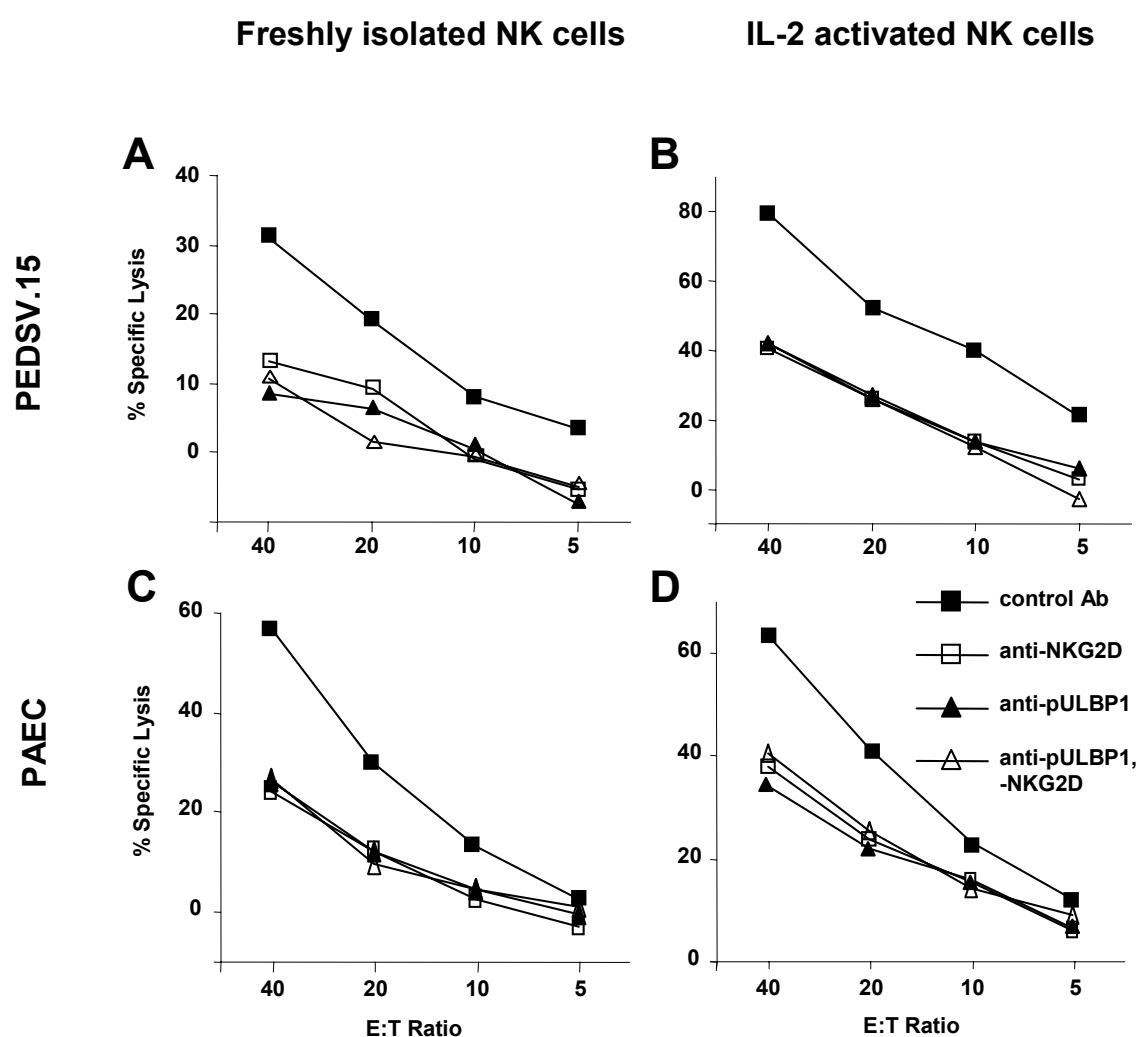 Freshly isolated NK cells
IL-2 activated NK cells
PEDSV.15
A
40
30
20
10
0
% Specific Lysis
40 20 10 5
B
80
60
40
20
0
40 20 10 5
PAEC
C
60
40
20
0
% Specific Lysis
40 20 10 5
E:T Ratio
D
60
40
20
0
control Ab
anti-NKG2D
anti-pULBP1
anti-pULBP1,
-NKG2D
40 20 10 5
E:T Ratio